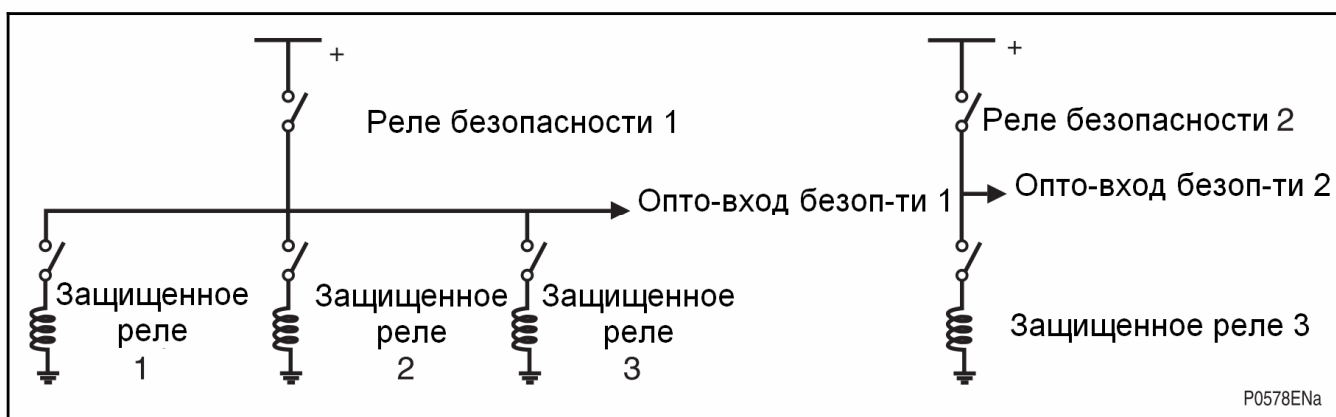 +
Реле безопасности 1
Опто-вход безоп-ти 1
Защищенное
реле
1
Защищенное
реле
2
Защищенное
реле
3
+
Реле безопасности 2
Опто-вход безоп-ти 2
Защищенное реле 3
P0578ENa